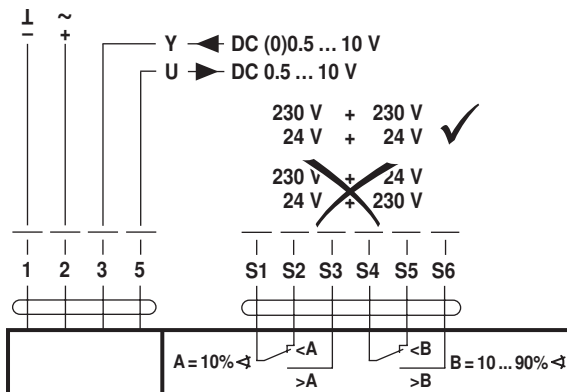 ⊥ ~
– +
Y ◄ DC (0)0.5 ... 10 V
U ► DC 0.5 ... 10 V
230 V + 230 V
24 V + 24 V
230 V + 24 V
24 V + 230 V
1 2 3 5 S1 S2 S3 S4 S5 S6
A = 10% ∢ <A >A
<B >B B = 10 ... 90% ∢